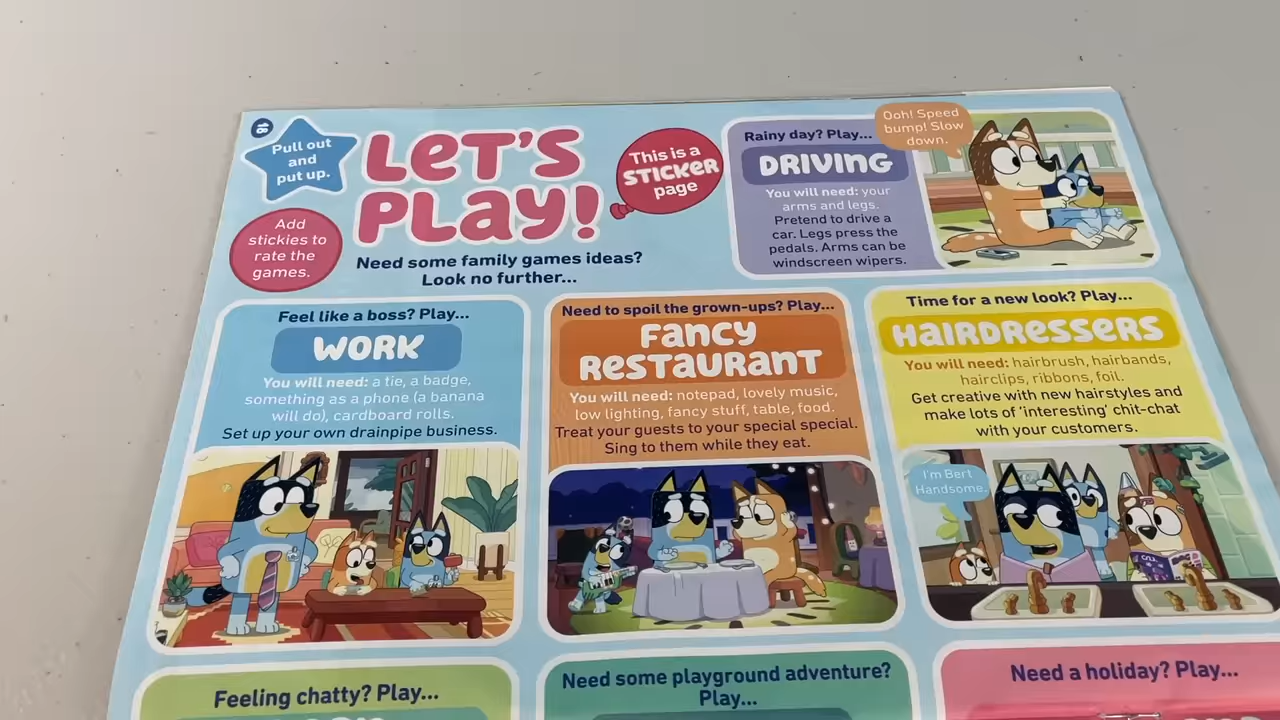 18
Pull out
and
put up.
LET'S
PLAY!
This is a
STICKER
page
Add
stickies to
rate the
games.
Need some family games ideas?
Look no further...
Rainy day? Play...
DRIVING
You will need: your
arms and legs.
Pretend to drive a
car. Legs press the
pedals. Arms can be
windscreen wipers.
Ooh! Speed
bump! Slow
down.
Feel like a boss? Play...
WORK
You will need: a tie, a badge,
something as a phone (a banana
will do), cardboard rolls.
Set up your own drainpipe business.
Need to spoil the grown-ups? Play...
FANCY
RESTAURANT
You will need: notepad, lovely music,
low lighting, fancy stuff, table, food.
Treat your guests to your special special.
Sing to them while they eat.
Time for a new look? Play...
HAIRDRESSERS
You will need: hairbrush, hairbands,
hairclips, ribbons, foil.
Get creative with new hairstyles and
make lots of 'interesting' chit-chat
with your customers.
I'm Bert
Handsome.
Feeling chatty? Play...
Need some playground adventure?
Play...
Need a holiday? Play...